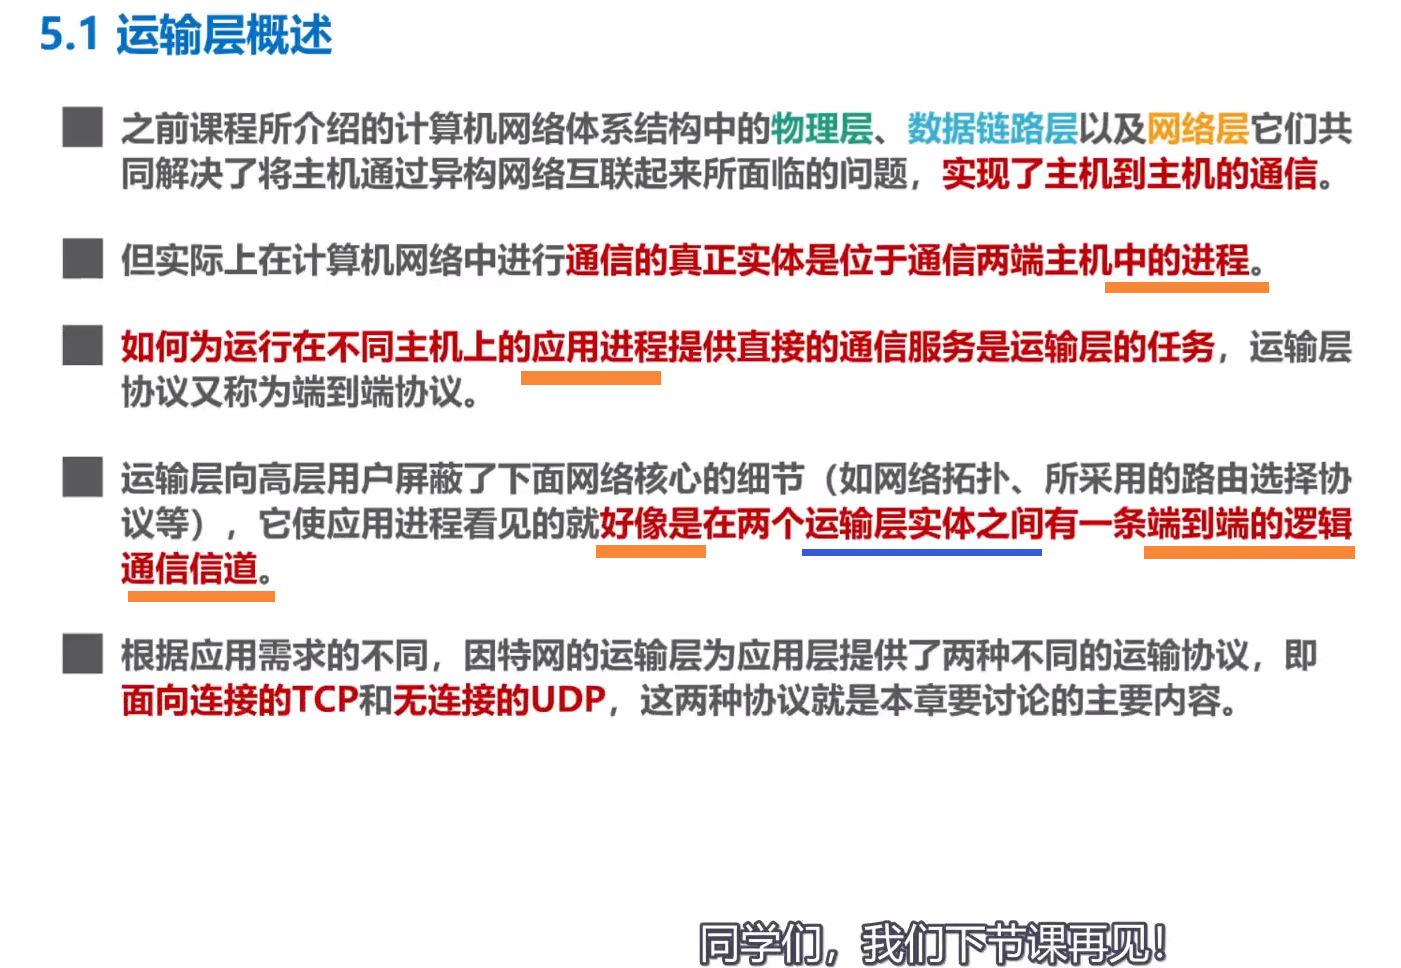 5.1 运输层概述
之前课程所介绍的计算机网络体系结构中的物理层、数据链路层以及网络层它们共
同解决了将主机通过异构网络互联起来所面临的问题，实现了主机到主机的通信。
但实际上在计算机网络中进行通信的真正实体是位于通信两端主机中的进程。
如何为运行在不同主机上的应用进程提供直接的通信服务是运输层的任务，运输层
协议又称为端到端协议。
运输层向高层用户屏蔽了下面网络核心的细节（如网络拓扑、所采用的路由选择协
议等），它使应用进程看见的就好像是在两个运输层实体之间有一条端到端的逻辑
通信信道。
根据应用需求的不同，因特网的运输层为应用层提供了两种不同的运输协议，即
面向连接的TCP和无连接的UDP，这两种协议就是本章要讨论的主要内容。
同学们，我们下节课再见！